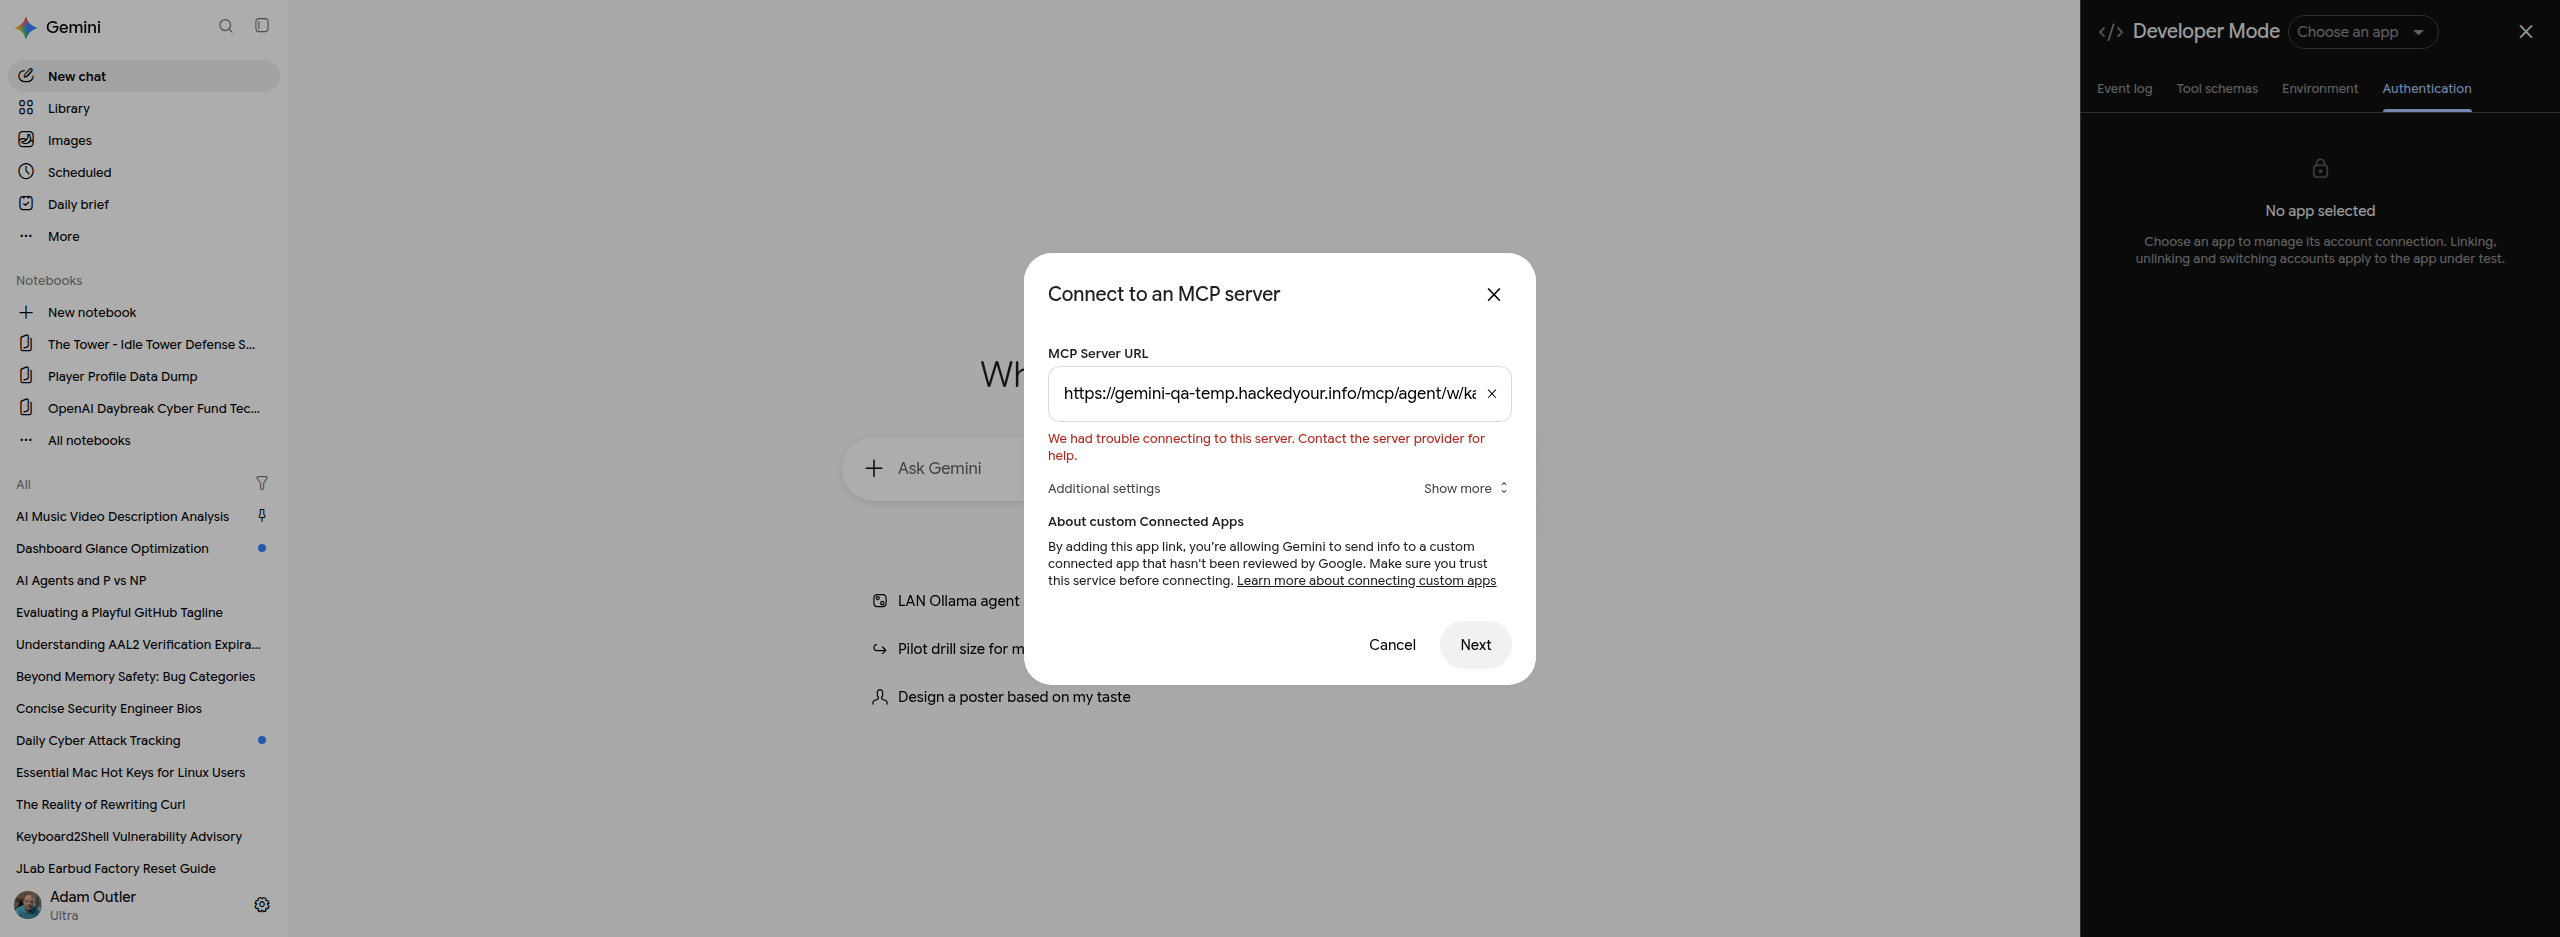 Gemini
New chat
Library
Images
Scheduled
Daily brief
More
Notebooks
New notebook
The Tower - Idle Tower Defense S...
Player Profile Data Dump
OpenAI Daybreak Cyber Fund Tec...
All notebooks
All
AI Music Video Description Analysis
Dashboard Glance Optimization
AI Agents and P vs NP
Evaluating a Playful GitHub Tagline
Understanding AAL2 Verification Expira...
Beyond Memory Safety: Bug Categories
Concise Security Engineer Bios
Daily Cyber Attack Tracking
Essential Mac Hot Keys for Linux Users
The Reality of Rewriting Curl
Keyboard2Shell Vulnerability Advisory
JLab Earbud Factory Reset Guide
Adam Outler
Ultra
Wh
Ask Gemini
LAN Ollama agent
Pilot drill size for m
Design a poster based on my taste
Connect to an MCP server
MCP Server URL
https://gemini-qa-temp.hackedyour.info/mcp/agent/w/ka
We had trouble connecting to this server. Contact the server provider for
help.
Additional settings
Show more
About custom Connected Apps
By adding this app link, you're allowing Gemini to send info to a custom
connected app that hasn't been reviewed by Google. Make sure you trust
this service before connecting. Learn more about connecting custom apps
Cancel
Next
</> Developer Mode
Choose an app
Event log
Tool schemas
Environment
Authentication
No app selected
Choose an app to manage its account connection. Linking,
unlinking and switching accounts apply to the app under test.